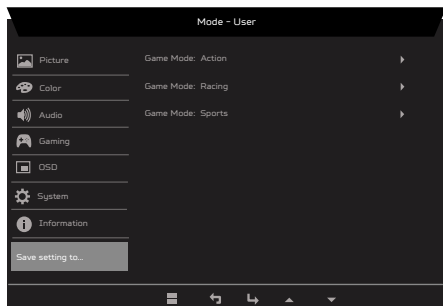 Mode - User
Picture
Game Mode: Action
Color
Game Mode: Racing
Audio
Game Mode: Sports
Gaming
OSD
System
Information
Save setting to...